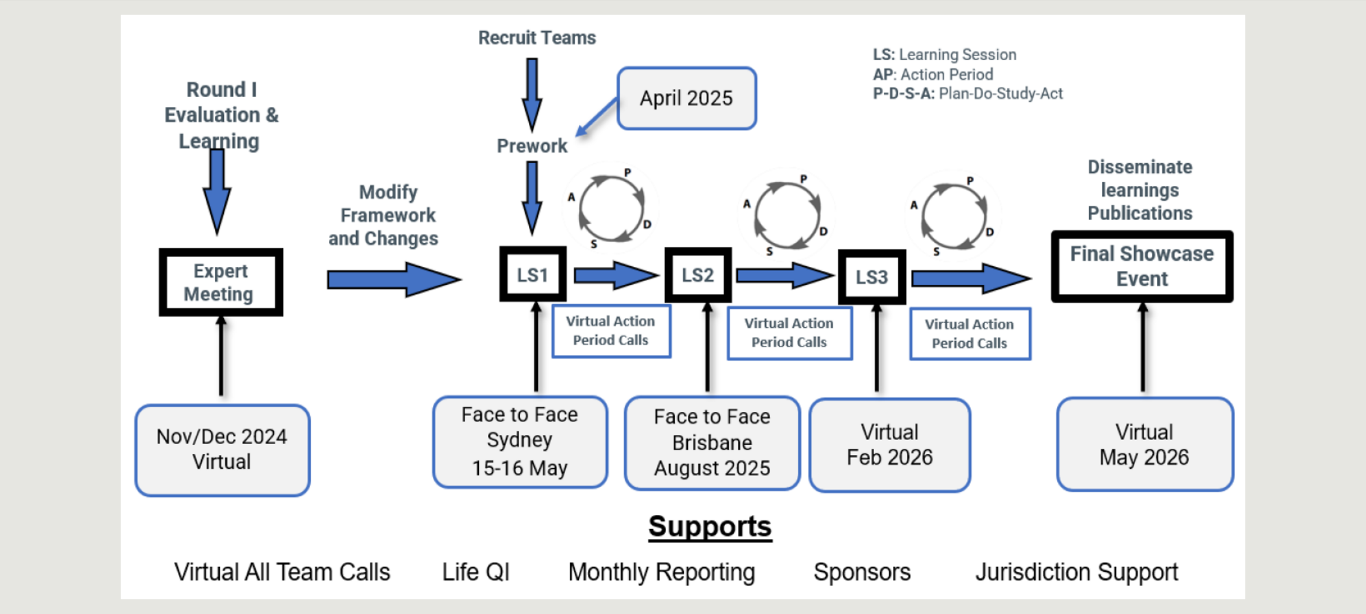 Recruit Teams
LS: Learning Session
AP: Action Period
P-D-S-A: Plan-Do-Study-Act
Round I
Evaluation &
Learning
April 2025
Prework
Modify
Framework
and Changes
P
A
D
S
P
A
D
S
P
A
D
S
Disseminate
learnings
Publications
Expert
Meeting
LS1
LS2
LS3
Final Showcase
Event
Virtual Action
Period Calls
Virtual Action
Period Calls
Virtual Action
Period Calls
Nov/Dec 2024
Virtual
Face to Face
Sydney
15-16 May
Face to Face
Brisbane
August 2025
Virtual
Feb 2026
Virtual
May 2026
Supports
Virtual All Team Calls Life QI Monthly Reporting Sponsors Jurisdiction Support